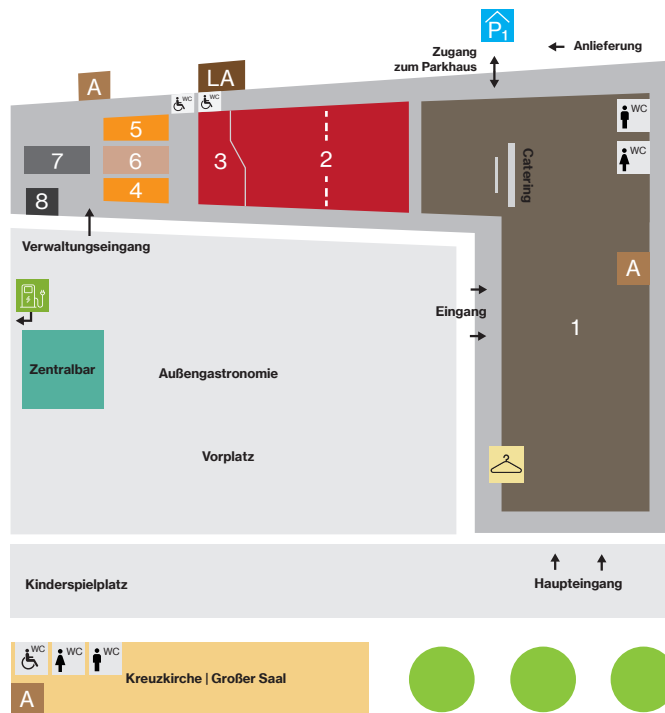 P1
Anlieferung
Zugang
zum Parkhaus
A
LA
WC
WC
WC
WC
5
7
6
3
2
Catering
4
8
Verwaltungseingang
A
Eingang
1
Zentralbar
Außengastronomie
Vorplatz
Kinderspielplatz
Haupteingang
WC
WC
WC
Kreuzkirche | Großer Saal
A